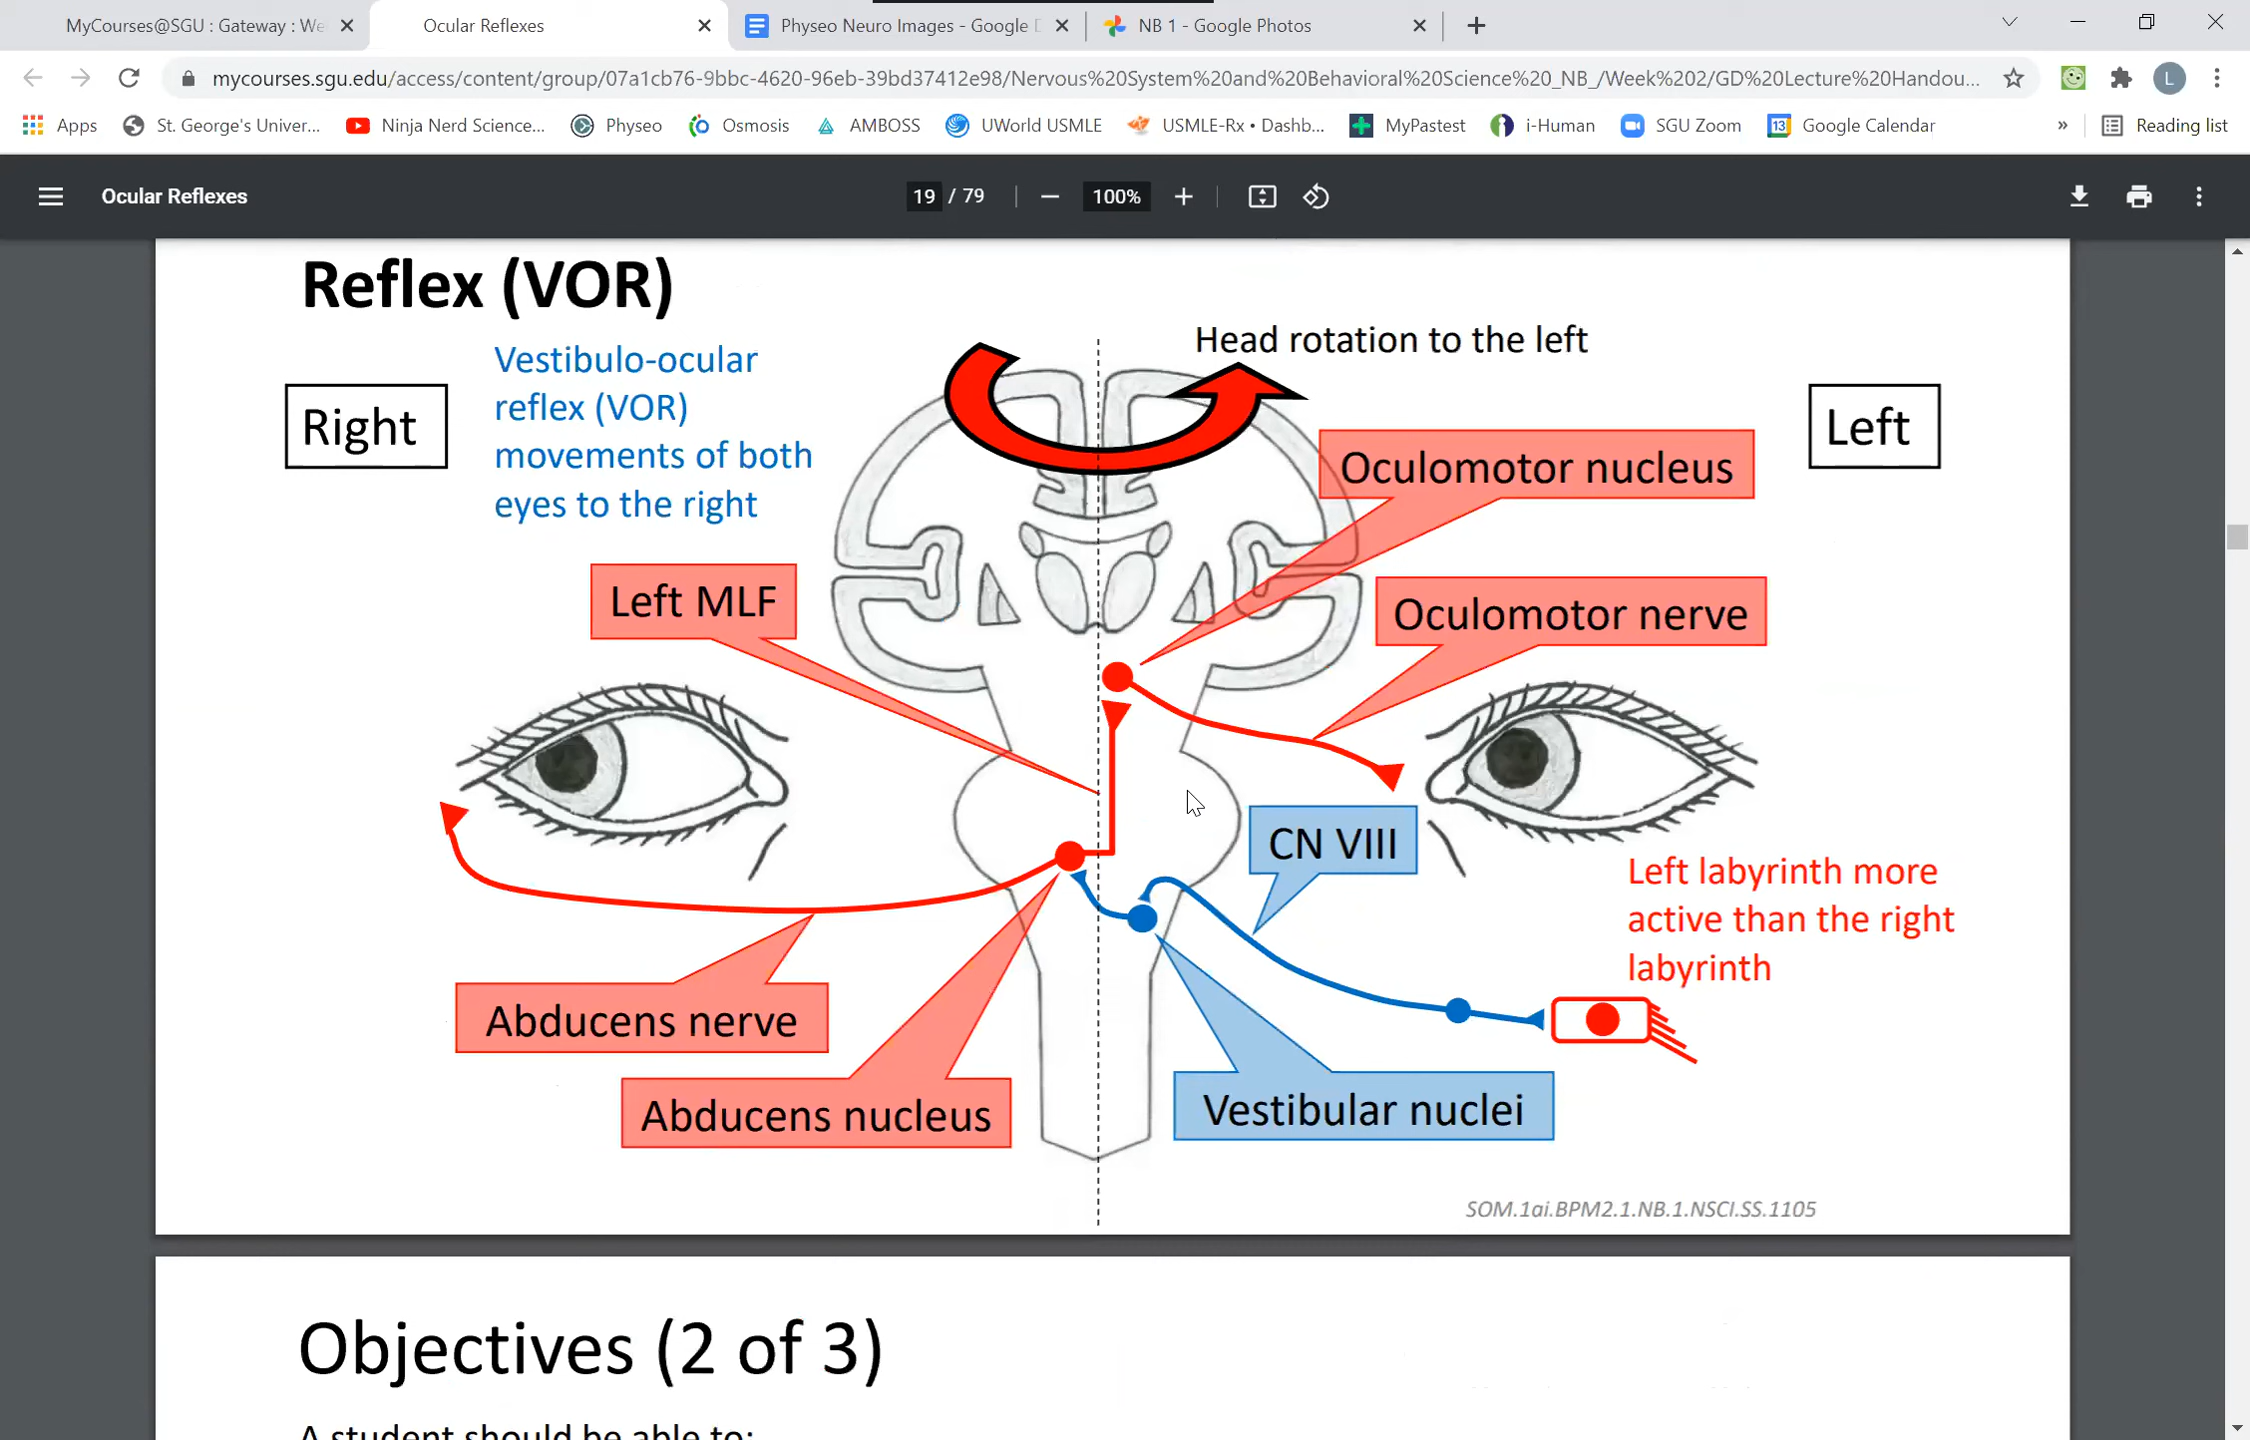 MyCourses@SGU : Gateway : We
Ocular Reflexes
Physeo Neuro Images - Google D
NB 1 - Google Photos
mycourses.sgu.edu/access/content/group/07a1cb76-9bbc-4620-96eb-39bd37412e98/Nervous%20System%20and%20Behavioral%20Science%20_NB_/Week%202/GD%20Lecture%20Handou...
L
Apps
St. George's Univer...
Ninja Nerd Science...
Physeo
Osmosis
AMBOSS
UWorld USMLE
USMLE-Rx • Dashb...
MyPastest
i-Human
SGU Zoom
13
Google Calendar
»
Reading list
Ocular Reflexes
19 / 79
100%
Reflex (VOR)
Head rotation to the left
Vestibulo-ocular
reflex (VOR)
movements of both
eyes to the right
Right
Left
Oculomotor nucleus
Left MLF
Oculomotor nerve
CN VIII
Left labyrinth more
active than the right
labyrinth
Abducens nerve
Abducens nucleus
Vestibular nuclei
SOM.1ai.BPM2.1.NB.1.NSCI.SS.1105
Objectives (2 of 3)
A student should be able to: